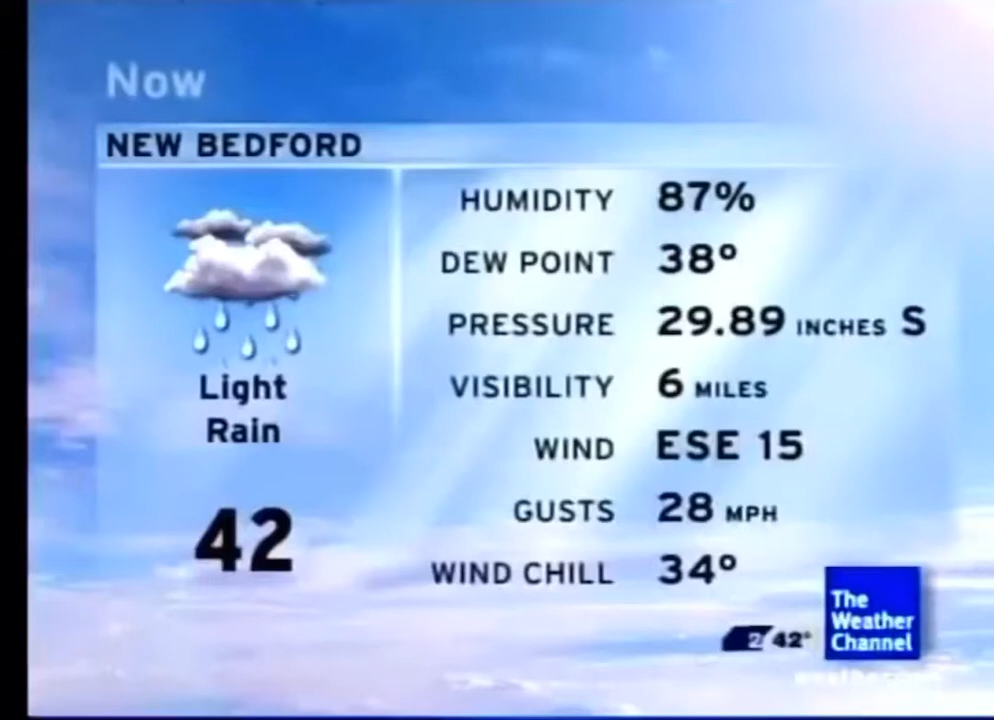 Now
NEW BEDFORD
HUMIDITY 87%
DEW POINT 38°
PRESSURE 29.89 INCHES S
VISIBILITY 6 MILES
WIND ESE 15
GUSTS 28 MPH
WIND CHILL 34°
Light
Rain
42
The
Weather
Channel
42°